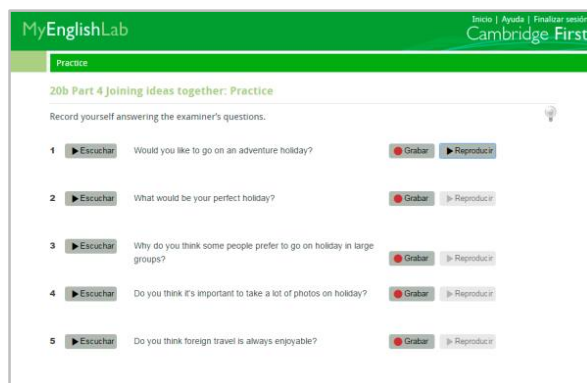 Inicio | Ayuda | Finalizar sesión
MyEnglishLab
Cambridge First
Practice
20b Part 4 Joining ideas together: Practice
Record yourself answering the examiner's questions.
1 Escuchar Would you like to go on an adventure holiday? Grabar Reproducir
2 Escuchar What would be your perfect holiday? Grabar Reproducir
3 Escuchar Why do you think some people prefer to go on holiday in large
groups? Grabar Reproducir
4 Escuchar Do you think it's important to take a lot of photos on holiday? Grabar Reproducir
5 Escuchar Do you think foreign travel is always enjoyable? Grabar Reproducir